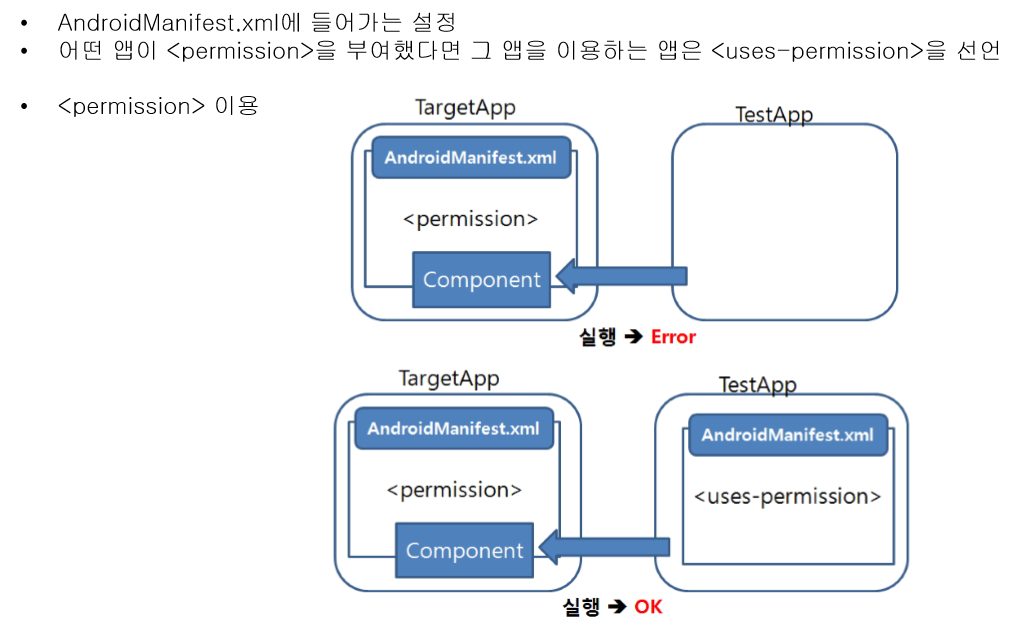 • AndroidManifest.xml에 들어가는 설정
• 어떤 앱이 <permission>을 부여했다면 그 앱을 이용하는 앱은 <uses-permission>을 선언
• <permission> 이용
TargetApp
TestApp
AndroidManifest.xml
<permission>
Component
실행 ➔ Error
TargetApp
TestApp
AndroidManifest.xml
AndroidManifest.xml
<permission>
<uses-permission>
Component
실행 ➔ OK